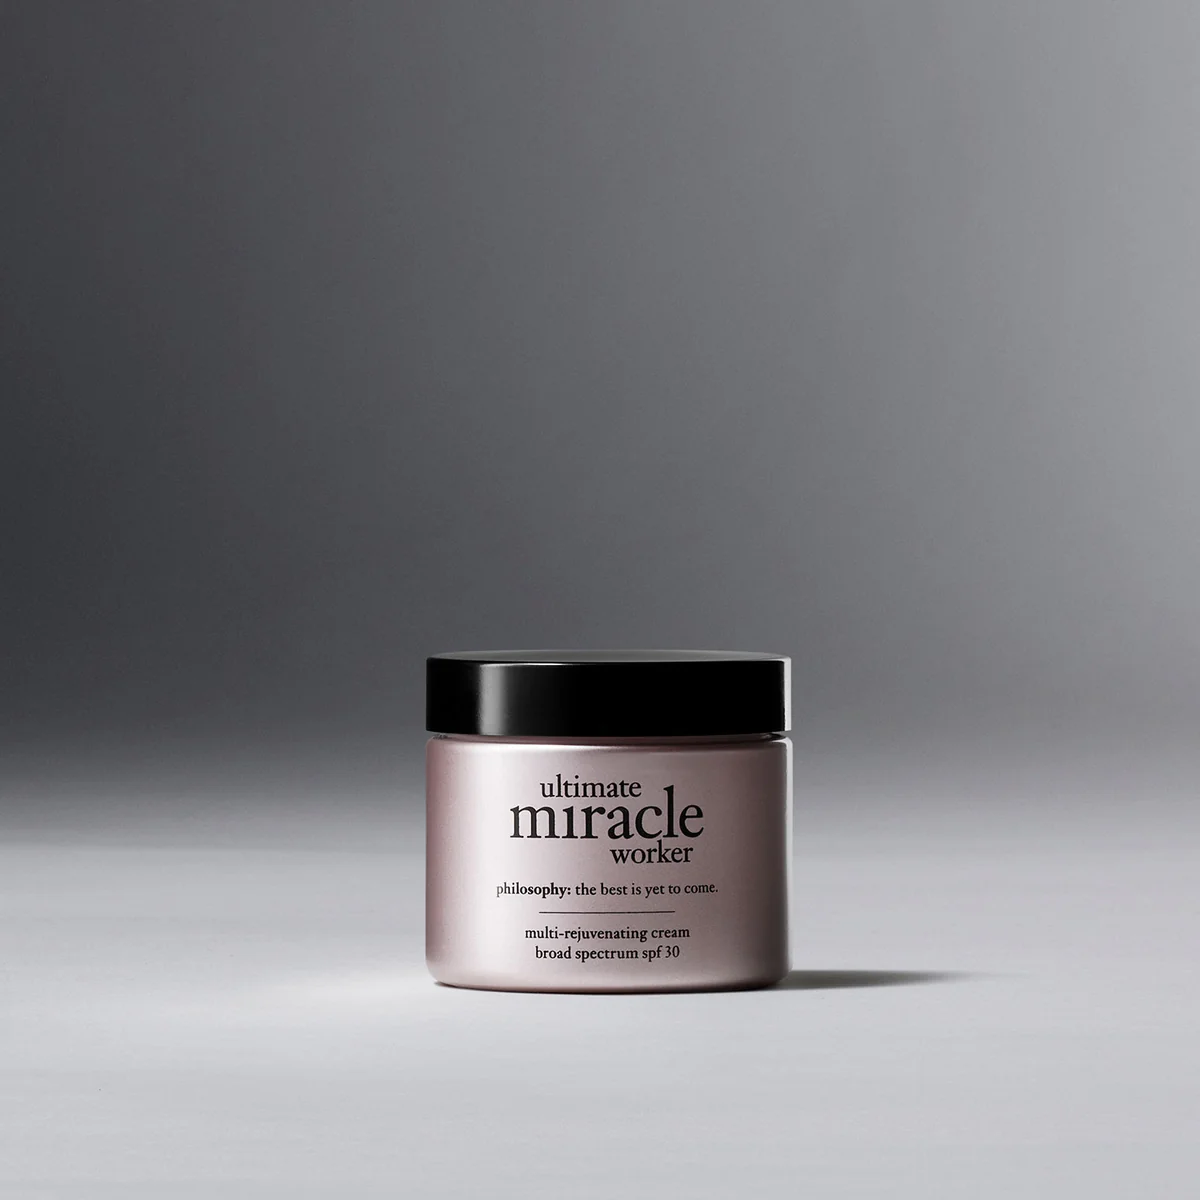 ultimate
miracle
worker
philosophy: the best is yet to come.
multi-rejuvenating cream
broad spectrum spf 30